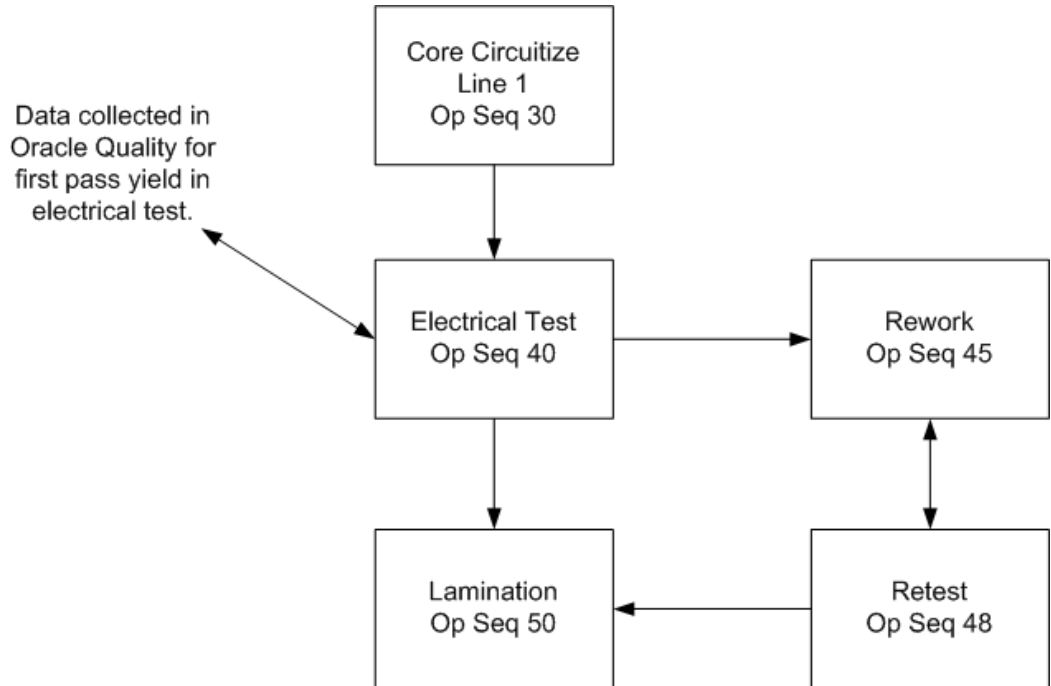 Core Circuitize
Line 1
Op Seq 30
Data collected in
Oracle Quality for
first pass yield in
electrical test.
Electrical Test
Op Seq 40
Rework
Op Seq 45
Lamination
Op Seq 50
Retest
Op Seq 48